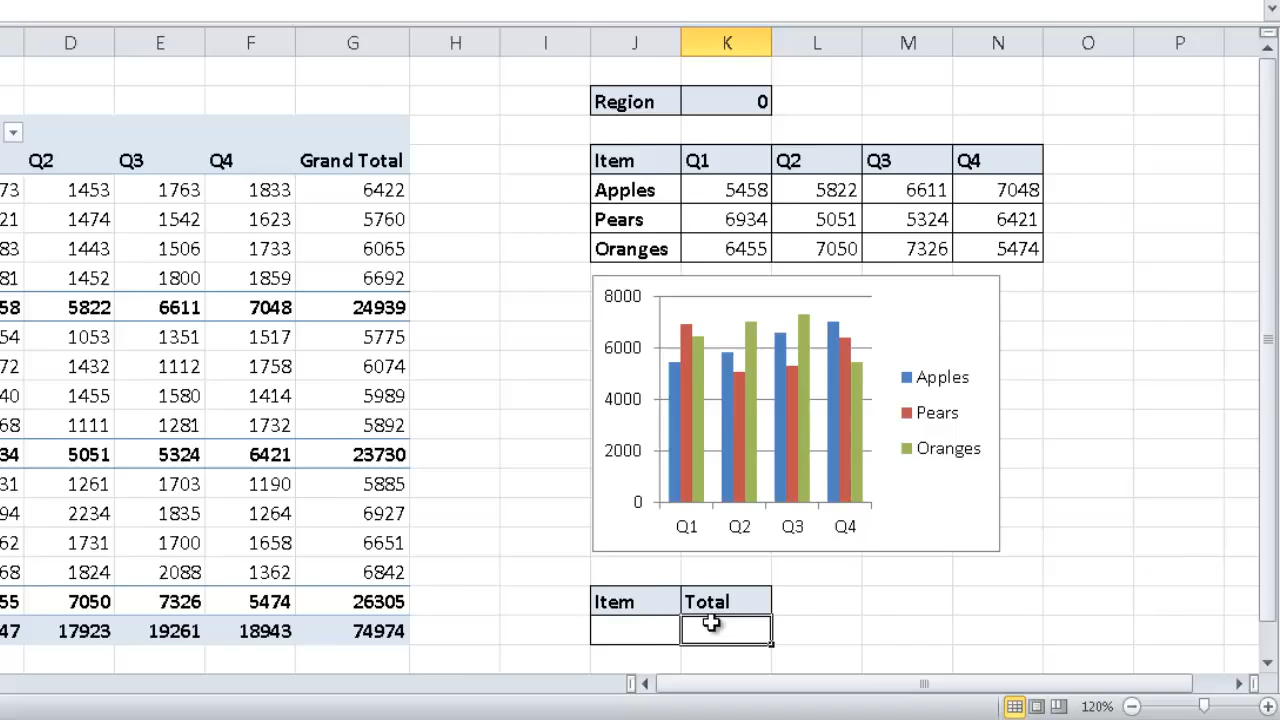 D E F G H I J K L M N O P
Region 0
Q2 Q3 Q4 Grand Total Item Q1 Q2 Q3 Q4
73 1453 1763 1833 6422 Apples 5458 5822 6611 7048
21 1474 1542 1623 5760 Pears 6934 5051 5324 6421
83 1443 1506 1733 6065 Oranges 6455 7050 7326 5474
81 1452 1800 1859 6692
58 5822 6611 7048 24939
54 1053 1351 1517 5775
72 1432 1112 1758 6074
40 1455 1580 1414 5989
68 1111 1281 1732 5892
34 5051 5324 6421 23730
31 1261 1703 1190 5885
94 2234 1835 1264 6927
62 1731 1700 1658 6651
68 1824 2088 1362 6842
55 7050 7326 5474 26305
47 17923 19261 18943 74974
8000
6000
4000
2000
0
Q1 Q2 Q3 Q4
Apples
Pears
Oranges
Item Total
120%